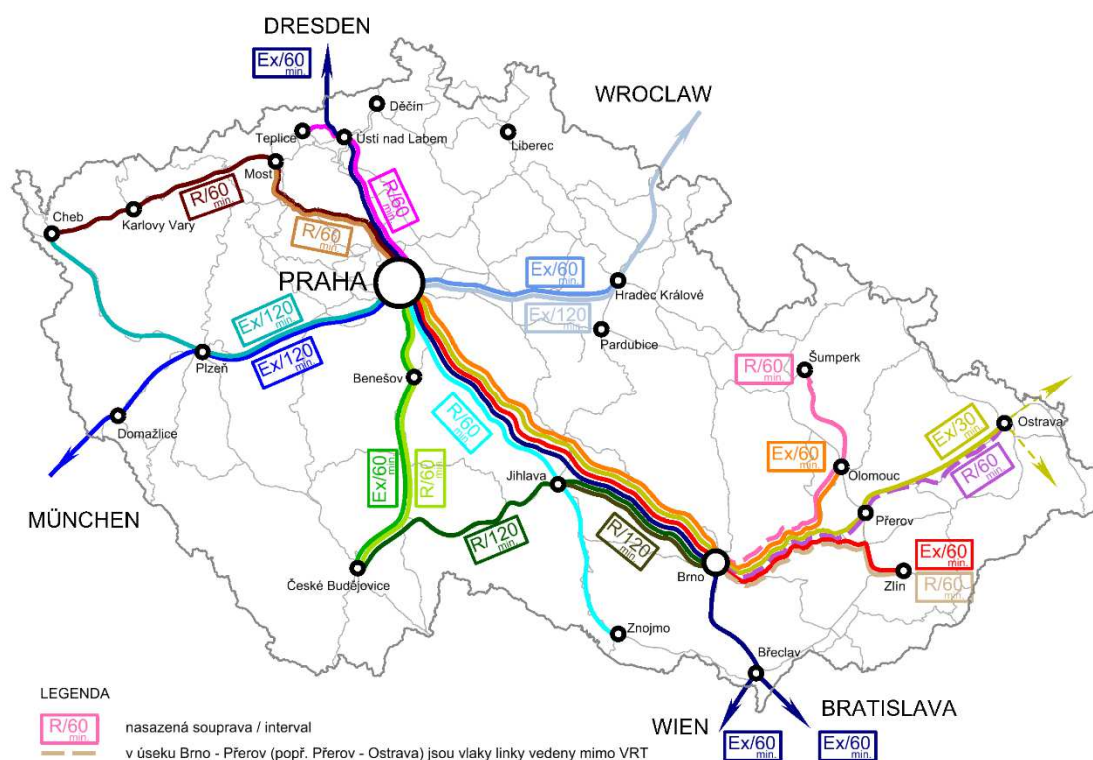 DRESDEN
Ex/60 min.
WROCLAW
Děčín
Teplice
Ústí nad Labem
Liberec
Most
R/60 min.
R/60 min.
Cheb
Karlovy Vary
R/60 min.
PRAHA
Ex/60 min.
Hradec Králové
Ex/120 min.
Pardubice
Ex/120 min.
Ex/120 min.
Plzeň
Benešov
R/60 min.
Šumperk
R/60 min.
Domažlice
Ex/30 min.
Ostrava
R/60 min.
Ex/60 min.
Olomouc
Ex/60 min.
R/60 min.
Jihlava
Přerov
MÜNCHEN
R/120 min.
R/120 min.
Brno
Ex/60 min.
Zlín
R/60 min.
České Budějovice
Znojmo
Břeclav
LEGENDA
R/60 min.
nasazená souprava / interval
WIEN
BRATISLAVA
Ex/60 min.
Ex/60 min.
v úseku Brno - Přerov (popř. Přerov - Ostrava) jsou vlaky linky vedeny mimo VRT